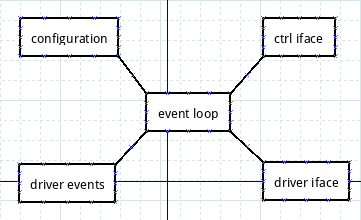 configuration
ctrl iface
event loop
driver events
driver iface